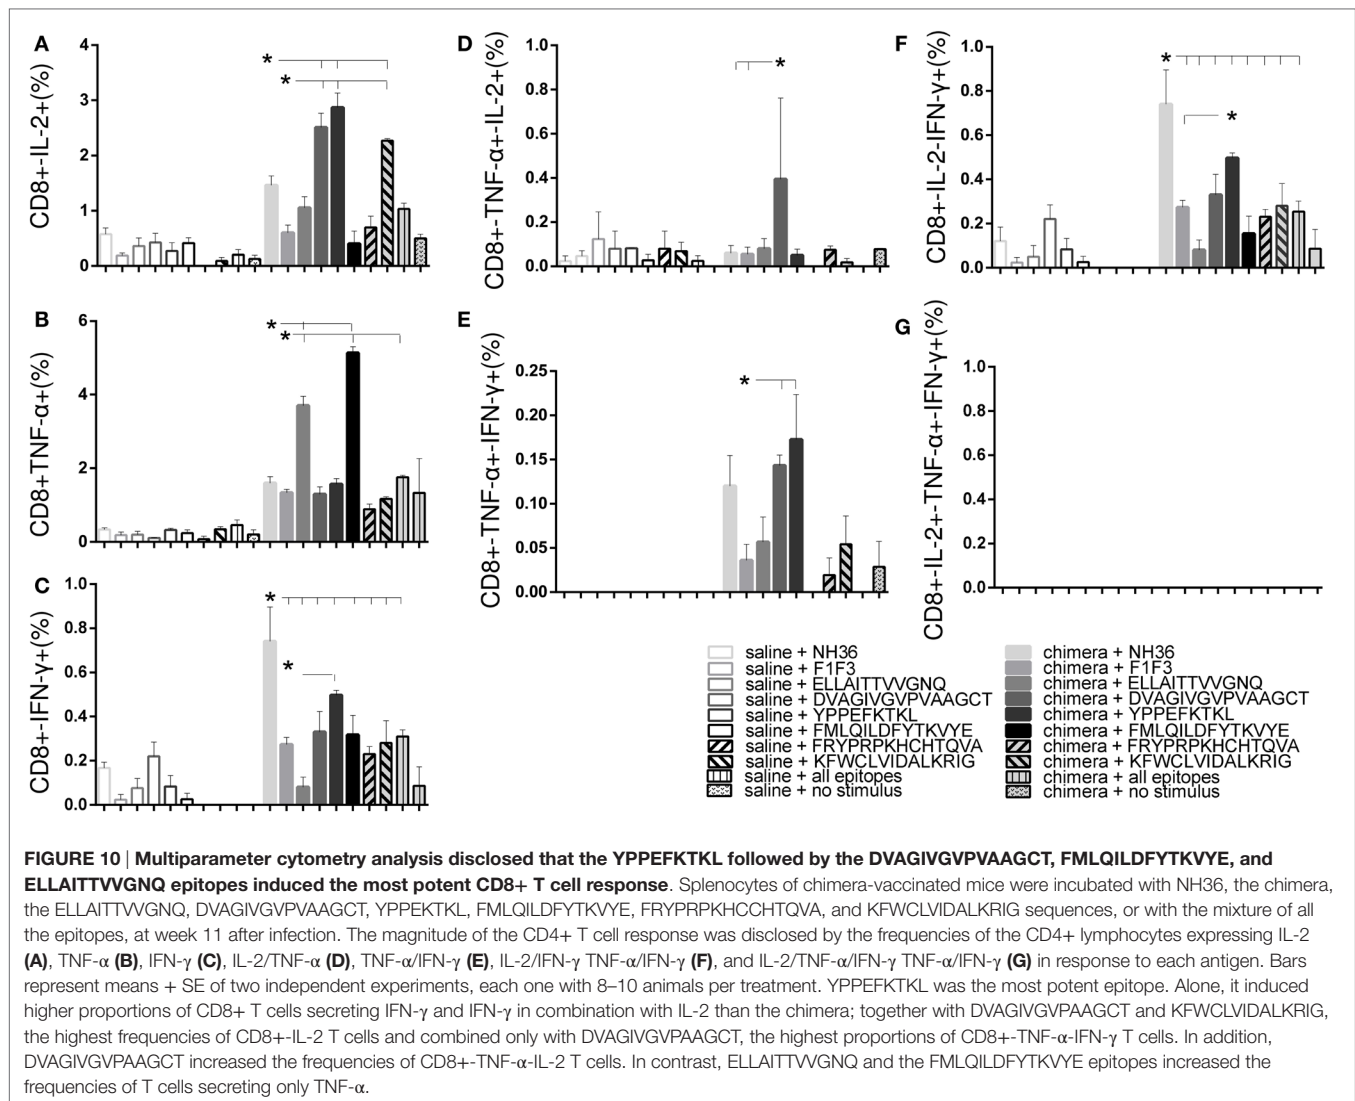 A
CD8+-IL-2+(%)
4
3
2
1
0
*
*
B
CD8+TNF-α+(%)
6
4
2
0
*
*
C
CD8+-IFN-γ+(%)
1.0
0.8
0.6
0.4
0.2
0.0
*
*
D
CD8+-TNF-α+-IL-2+(%)
1.0
0.8
0.6
0.4
0.2
0.0
*
E
CD8+-TNF-α+-IFN-γ+(%)
0.25
0.20
0.15
0.10
0.05
0.00
*
F
CD8+-IL-2-IFN-γ+(%)
1.0
0.8
0.6
0.4
0.2
0.0
*
*
G
CD8+-IL-2+-TNF-α+-IFN-γ+(%)
1.0
0.8
0.6
0.4
0.2
0.0
saline + NH36
saline + F1F3
saline + ELLAITTVVGNQ
saline + DVAGIVGVPVAAGCT
saline + YPPEFKTKL
saline + FMLQILDFYTKVYE
saline + FRYPRPKHCHTQVA
saline + KFWCLVIDALKRIG
saline + all epitopes
saline + no stimulus
chimera + NH36
chimera + F1F3
chimera + ELLAITTVVGNQ
chimera + DVAGIVGVPVAAGCT
chimera + YPPEFKTKL
chimera + FMLQILDFYTKVYE
chimera + FRYPRPKHCHTQVA
chimera + KFWCLVIDALKRIG
chimera + all epitopes
chimera + no stimulus
FIGURE 10 | Multiparameter cytometry analysis disclosed that the YPPEFKTKL followed by the DVAGIVGVPVAAGCT, FMLQILDFYTKVYE, and
ELLAITTVVGNQ epitopes induced the most potent CD8+ T cell response. Splenocytes of chimera-vaccinated mice were incubated with NH36, the chimera,
the ELLAITTVVGNQ, DVAGIVGVPVAAGCT, YPPEKTKL, FMLQILDFYTKVYE, FRYPRPKHCCHTQVA, and KFWCLVIDALKRIG sequences, or with the mixture of all
the epitopes, at week 11 after infection. The magnitude of the CD4+ T cell response was disclosed by the frequencies of the CD4+ lymphocytes expressing IL-2
(A), TNF-α (B), IFN-γ (C), IL-2/TNF-α (D), TNF-α/IFN-γ (E), IL-2/IFN-γ TNF-α/IFN-γ (F), and IL-2/TNF-α/IFN-γ TNF-α/IFN-γ (G) in response to each antigen. Bars
represent means + SE of two independent experiments, each one with 8–10 animals per treatment. YPPEFKTKL was the most potent epitope. Alone, it induced
higher proportions of CD8+ T cells secreting IFN-γ and IFN-γ in combination with IL-2 than the chimera; together with DVAGIVGVPAAGCT and KFWCLVIDALKRIG,
the highest frequencies of CD8+-IL-2 T cells and combined only with DVAGIVGVPAAGCT, the highest proportions of CD8+-TNF-α-IFN-γ T cells. In addition,
DVAGIVGVPAAGCT increased the frequencies of CD8+-TNF-α-IL-2 T cells. In contrast, ELLAITTVVGNQ and the FMLQILDFYTKVYE epitopes increased the
frequencies of T cells secreting only TNF-α.